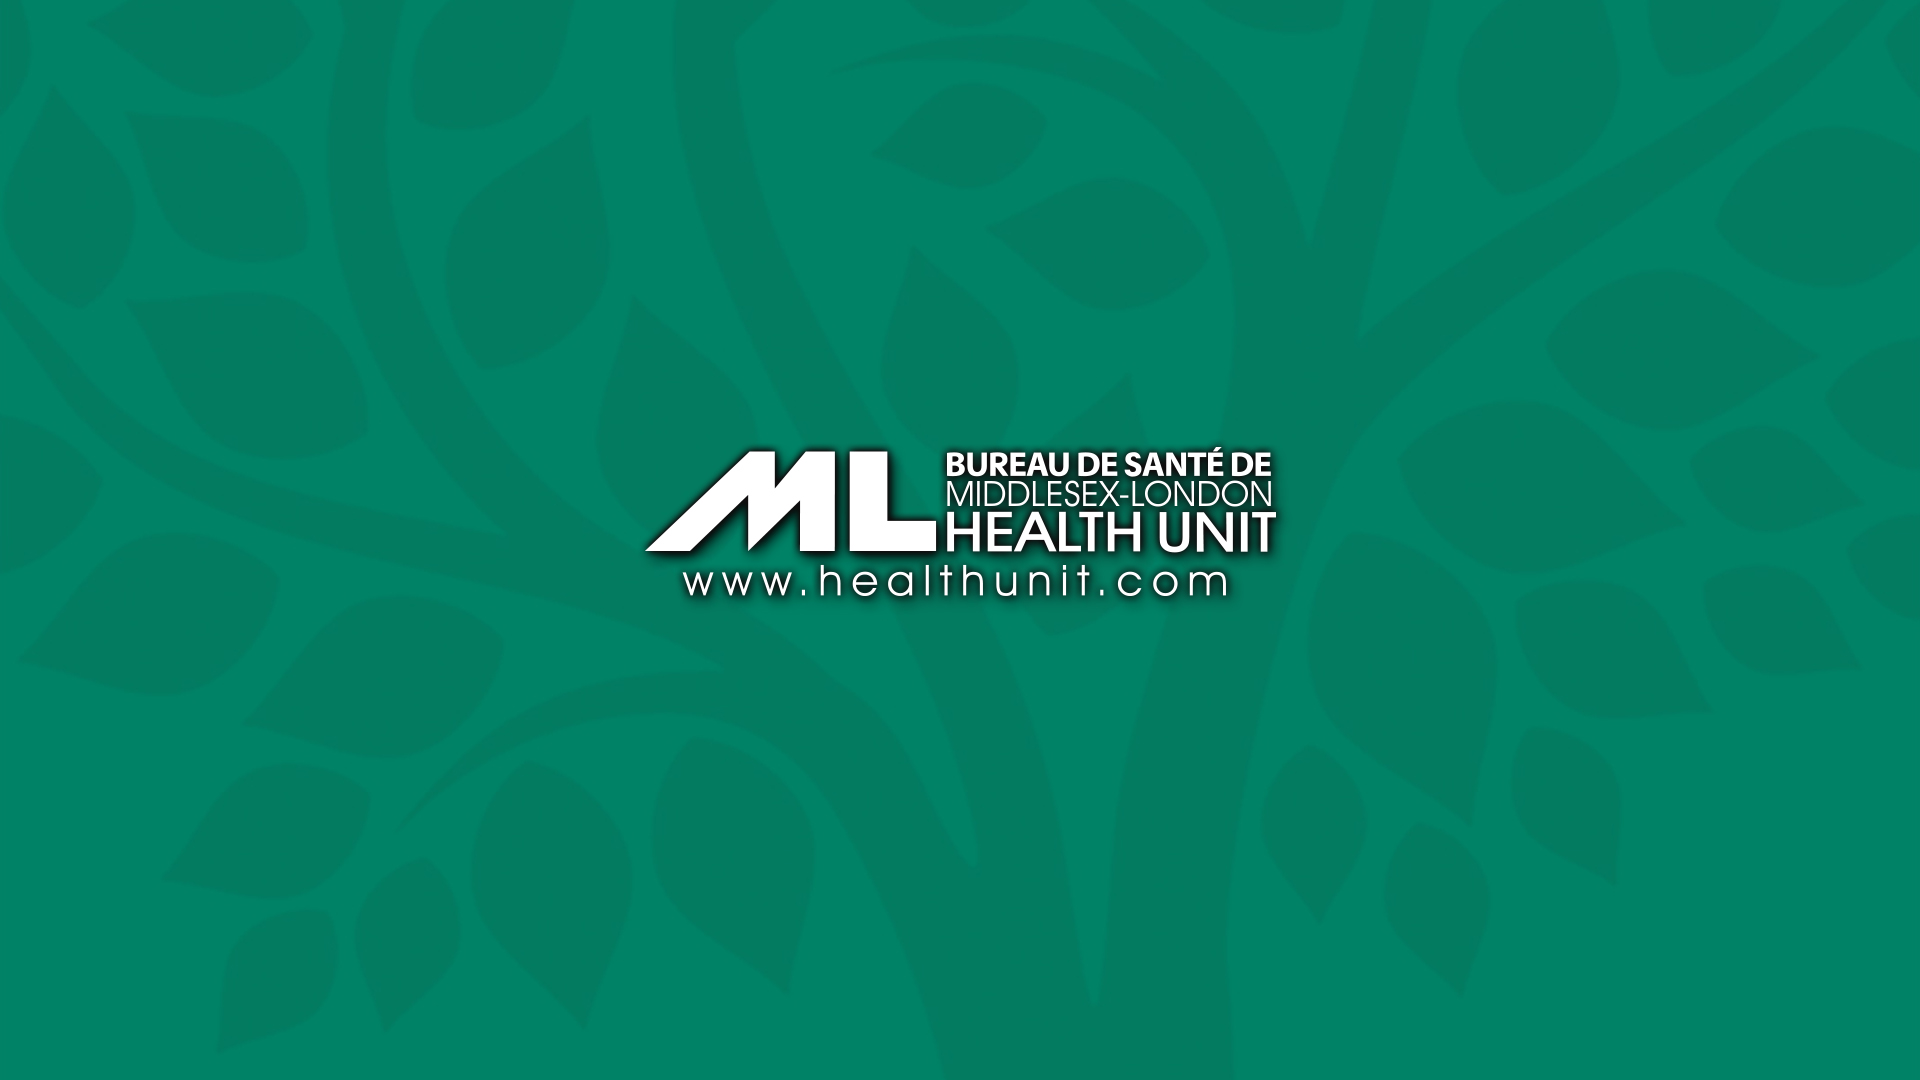 ML
BUREAU DE SANTÉ DE
MIDDLESEX-LONDON
HEALTH UNIT
www.healthunit.com